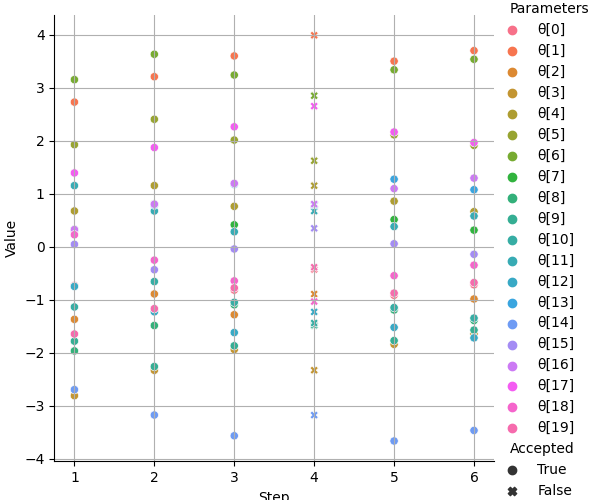 Parameters
θ[0]
θ[1]
θ[2]
θ[3]
θ[4]
θ[5]
θ[6]
θ[7]
θ[8]
θ[9]
θ[10]
θ[11]
θ[12]
θ[13]
θ[14]
θ[15]
θ[16]
θ[17]
θ[18]
θ[19]
Accepted
True
False
Value
4
3
2
1
0
−1
−2
−3
−4
1 2 3 4 5 6
Step